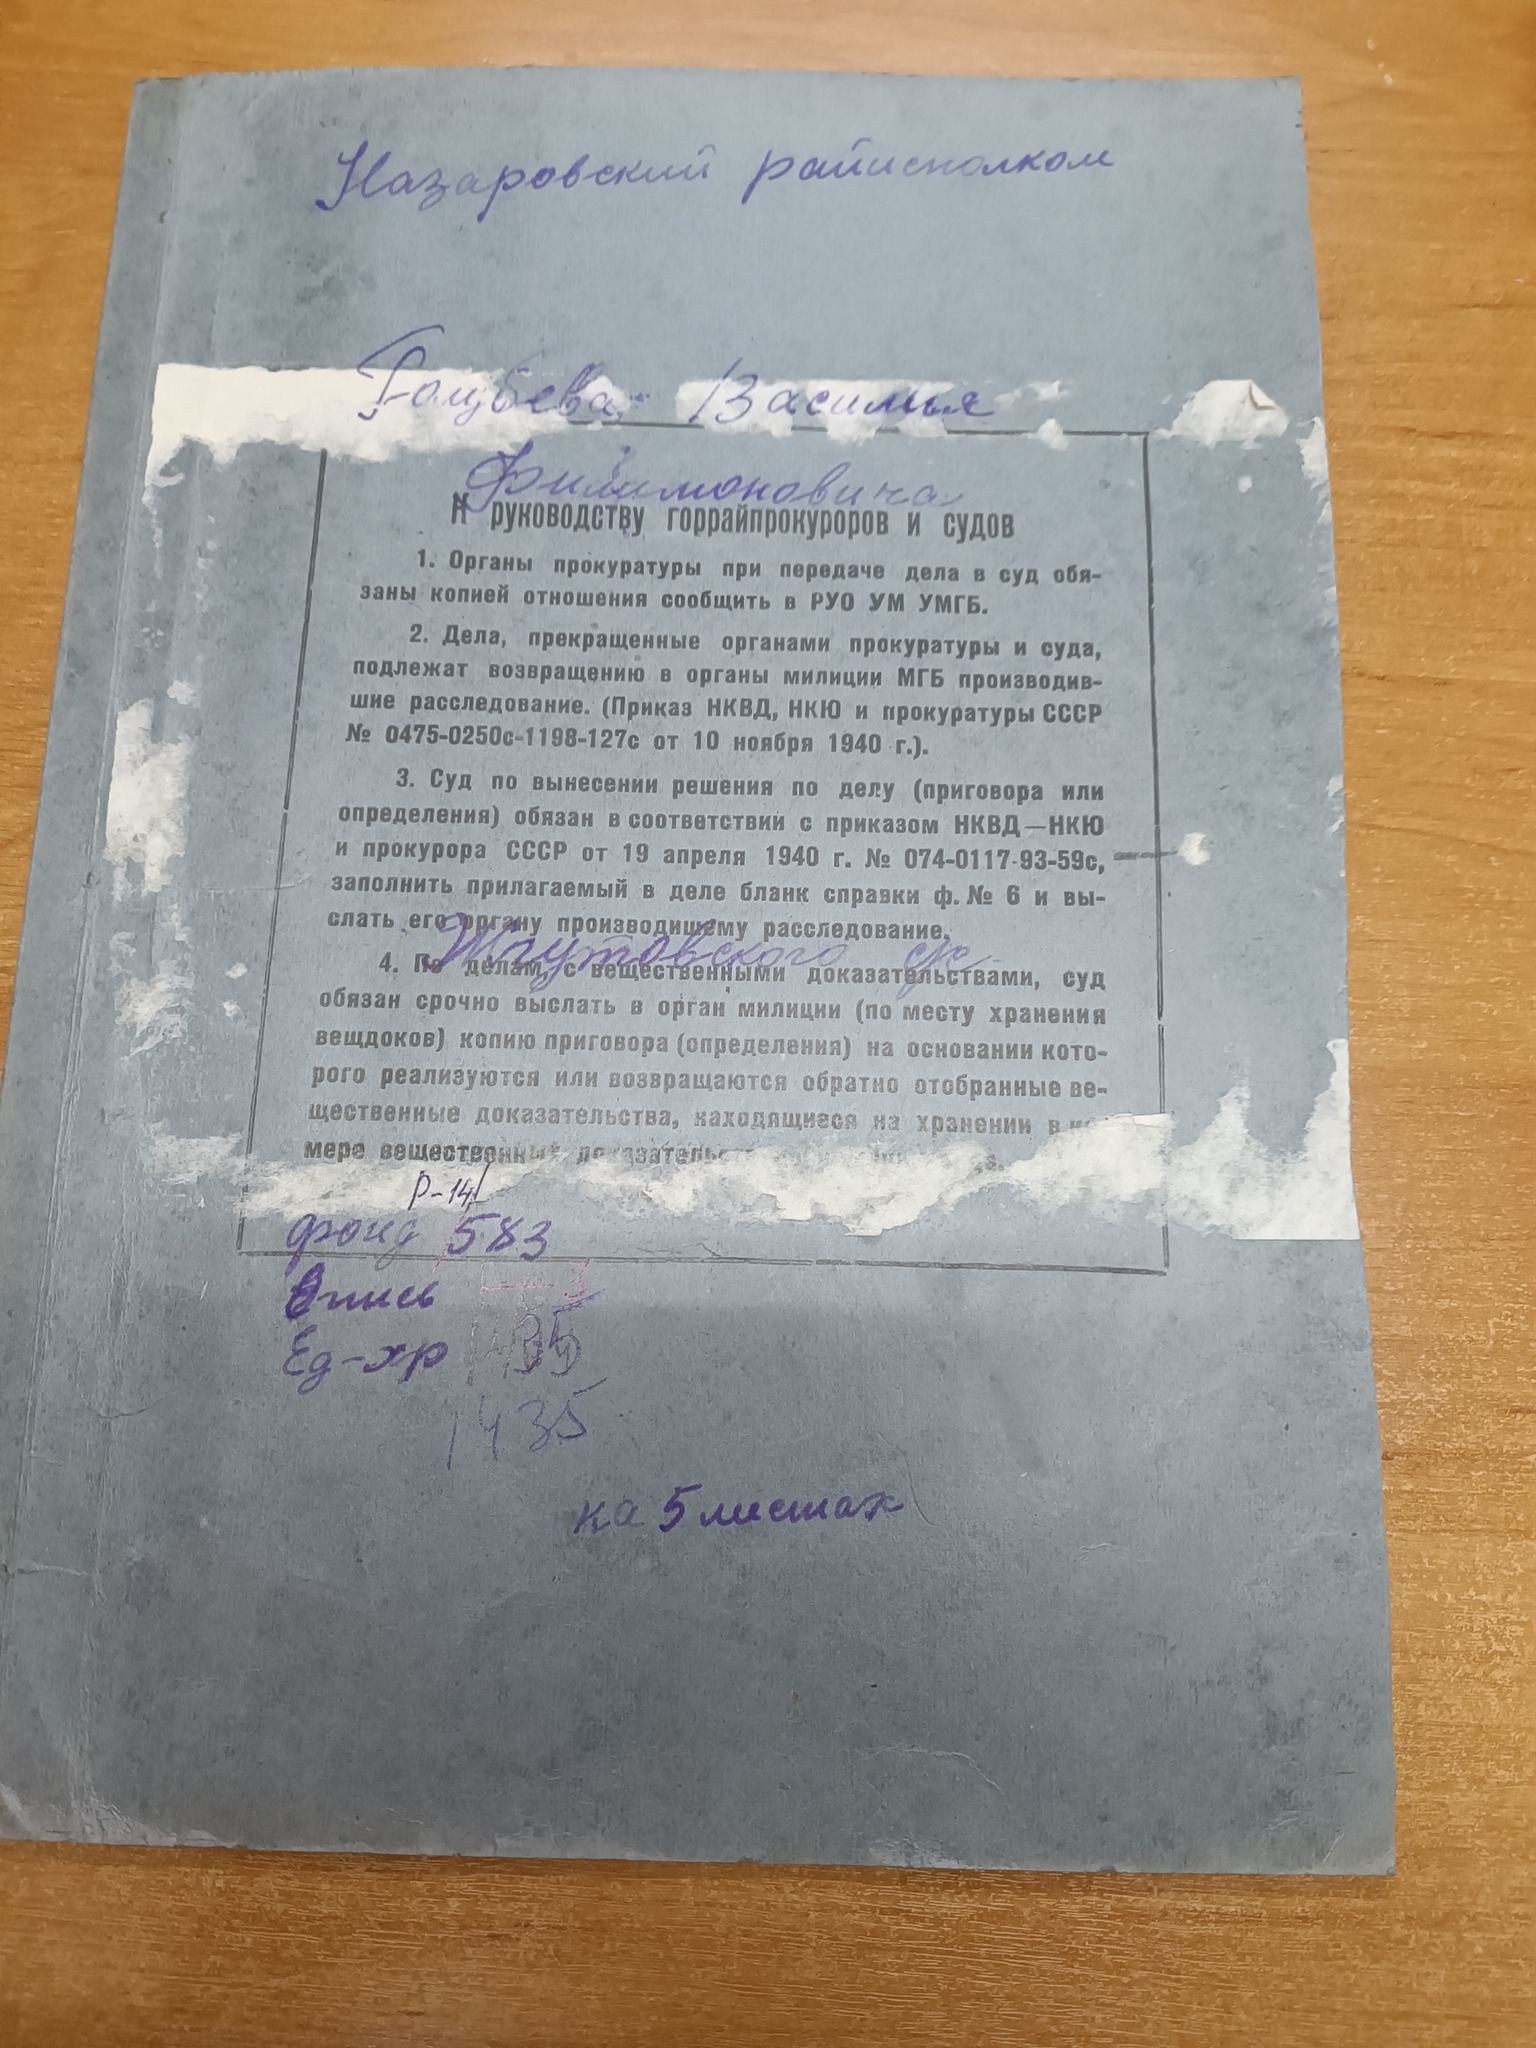 Назаровский райисполком
Голубева Василия
Филимоновича
К руководству горрайпрокуроров и судов
1. Органы прокуратуры при передаче дела в суд обя-
заны копией отношения сообщить в РУО УМ УМГБ.
2. Дела, прекращенные органами прокуратуры и суда,
подлежат возвращению в органы милиции МГБ производив-
шие расследование. (Приказ НКВД, НКЮ и прокуратуры СССР
№ 0475-0250с-1198-127с от 10 ноября 1940 г.).
3. Суд по вынесении решения по делу (приговора или
определения) обязан в соответствии с приказом НКВД—НКЮ
и прокурора СССР от 19 апреля 1940 г. № 074-0117-93-59с,
заполнить прилагаемый в деле бланк справки ф. № 6 и вы-
слать его органу производищему расследование.
Жгутовского с/с
4. По делам, с вещественными доказательствами, суд
обязан срочно выслать в орган милиции (по месту хранения
вещдоков) копию приговора (определения) на основании кото-
рого реализуются или возвращаются обратно отобранные ве-
щественные доказательства, находящиеся на хранении в
мере вещественных доказательств
Р-14
фонд 583
Опись 3
Ед-хр 1435
1435
на 5 листах